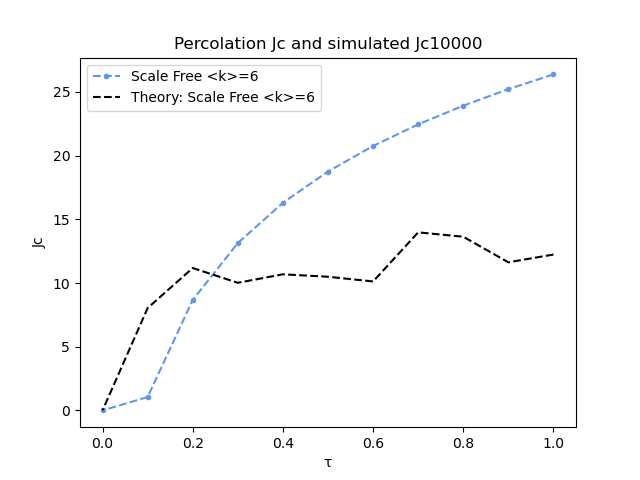 Percolation Jc and simulated Jc10000
Scale Free <k>=6
Theory: Scale Free <k>=6
Jc
25
20
15
10
5
0
0.0 0.2 0.4 0.6 0.8 1.0
τ